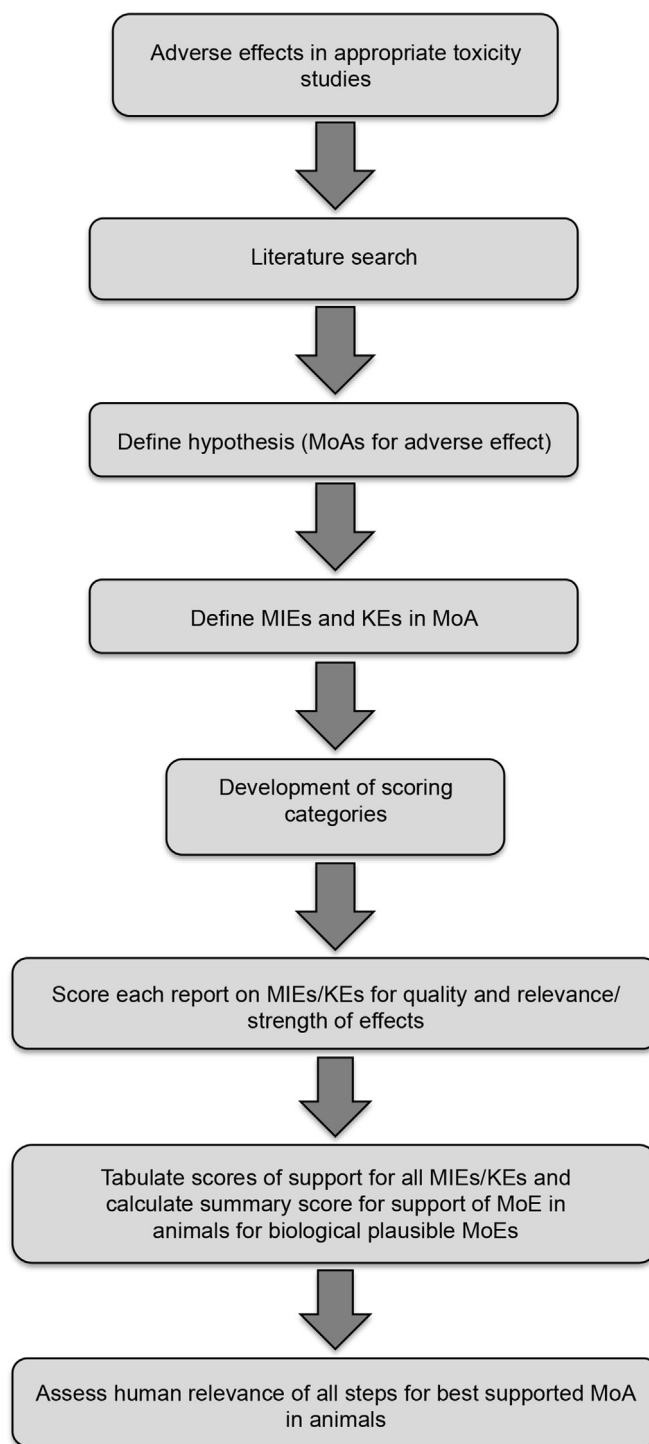 Adverse effects in appropriate toxicity
studies
Literature search
Define hypothesis (MoAs for adverse effect)
Define MIEs and KEs in MoA
Development of scoring
categories
Score each report on MIEs/KEs for quality and relevance/
strength of effects
Tabulate scores of support for all MIEs/KEs and
calculate summary score for support of MoE in
animals for biological plausible MoEs
Assess human relevance of all steps for best supported MoA
in animals